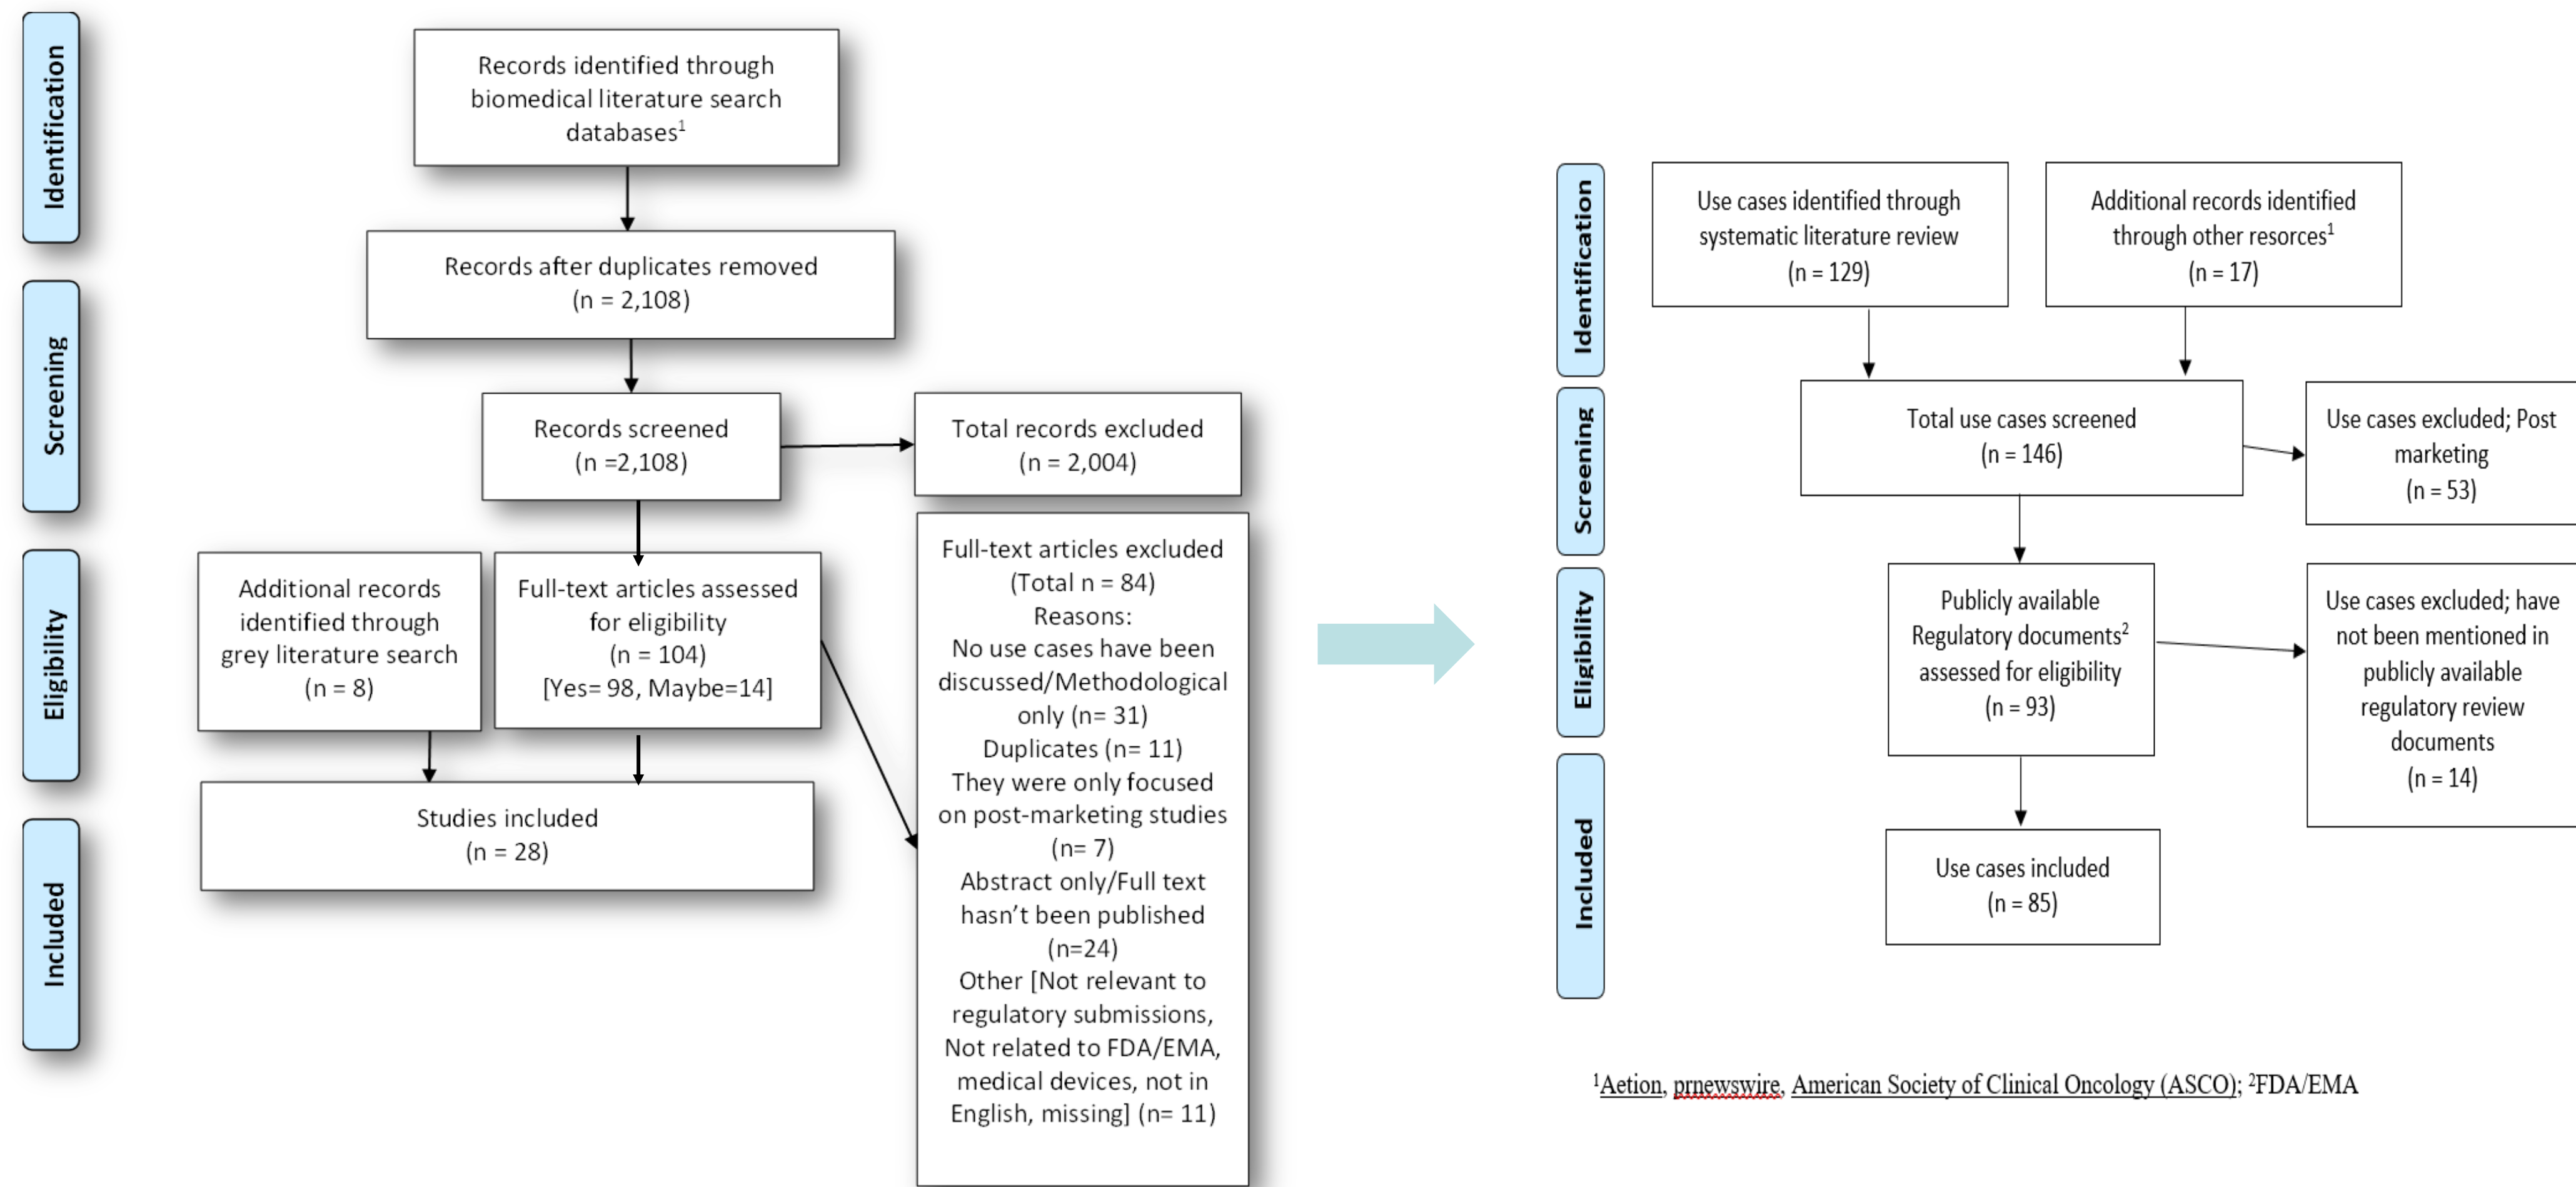 Identification
Screening
Eligibility
Included
Records identified through
biomedical literature search
databases¹
Records after duplicates removed
(n = 2,108)
Records screened
(n =2,108)
Total records excluded
(n = 2,004)
Additional records
identified through
grey literature search
(n = 8)
Full-text articles assessed
for eligibility
(n = 104)
[Yes= 98, Maybe=14]
Full-text articles excluded
(Total n = 84)
Reasons:
No use cases have been
discussed/Methodological
only (n= 31)
Duplicates (n= 11)
They were only focused
on post-marketing studies
(n= 7)
Abstract only/Full text
hasn’t been published
(n=24)
Other [Not relevant to
regulatory submissions,
Not related to FDA/EMA,
medical devices, not in
English, missing] (n= 11)
Studies included
(n = 28)
Identification
Screening
Eligibility
Included
Use cases identified through
systematic literature review
(n = 129)
Additional records identified
through other resorces¹
(n = 17)
Total use cases screened
(n = 146)
Use cases excluded; Post
marketing
(n = 53)
Publicly available
Regulatory documents²
assessed for eligibility
(n = 93)
Use cases excluded; have
not been mentioned in
publicly available
regulatory review
documents
(n = 14)
Use cases included
(n = 85)
¹Aetion, prnewswire, American Society of Clinical Oncology (ASCO); ²FDA/EMA